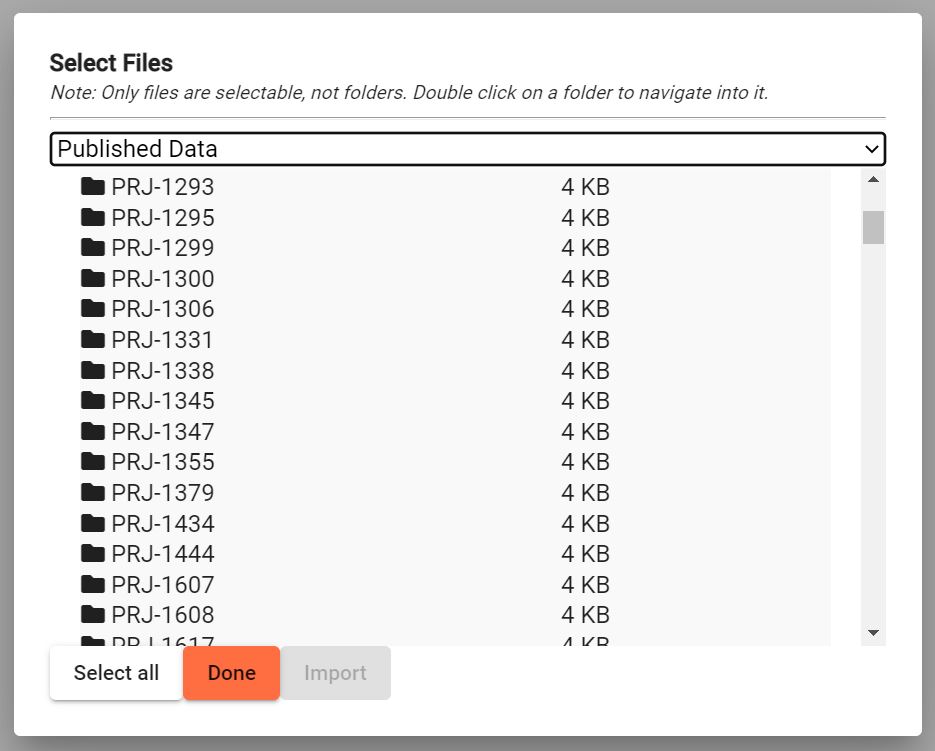 Select Files
Note: Only files are selectable, not folders. Double click on a folder to navigate into it.
Published Data
PRJ-1293 4 KB
PRJ-1295 4 KB
PRJ-1299 4 KB
PRJ-1300 4 KB
PRJ-1306 4 KB
PRJ-1331 4 KB
PRJ-1338 4 KB
PRJ-1345 4 KB
PRJ-1347 4 KB
PRJ-1355 4 KB
PRJ-1379 4 KB
PRJ-1434 4 KB
PRJ-1444 4 KB
PRJ-1607 4 KB
PRJ-1608 4 KB
PRJ-1617 4 KB
Select all Done Import